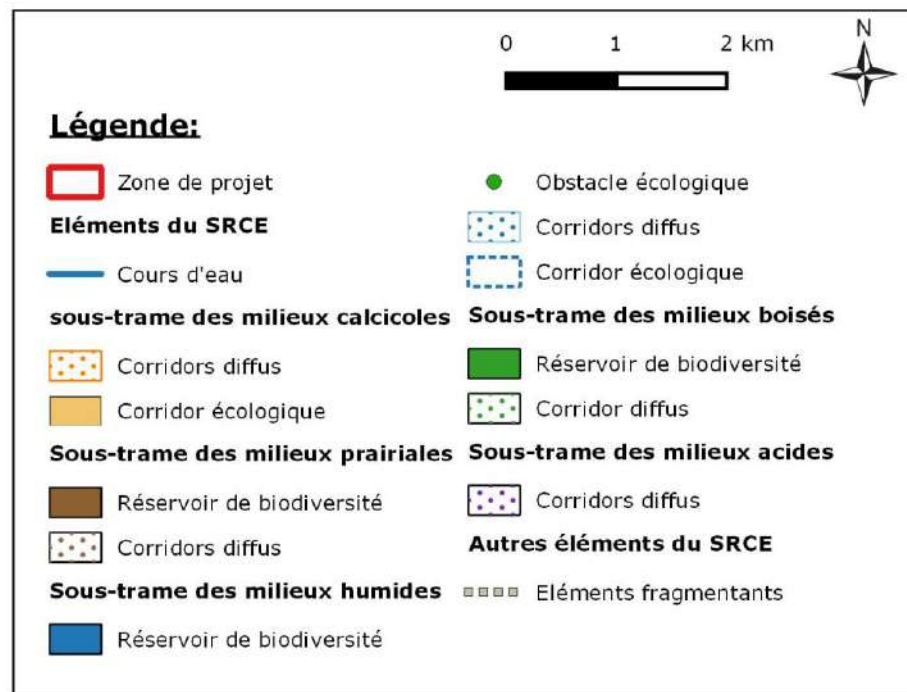 0 1 2 km
N
Légende:
Zone de projet
Eléments du SRCE
Cours d'eau
sous-trame des milieux calcicoles
Corridors diffus
Corridor écologique
Sous-trame des milieux prairiales
Réservoir de biodiversité
Corridors diffus
Sous-trame des milieux humides
Réservoir de biodiversité
Obstacle écologique
Corridors diffus
Corridor écologique
Sous-trame des milieux boisés
Réservoir de biodiversité
Corridor diffus
Sous-trame des milieux acides
Corridors diffus
Autres éléments du SRCE
Eléments fragmentants